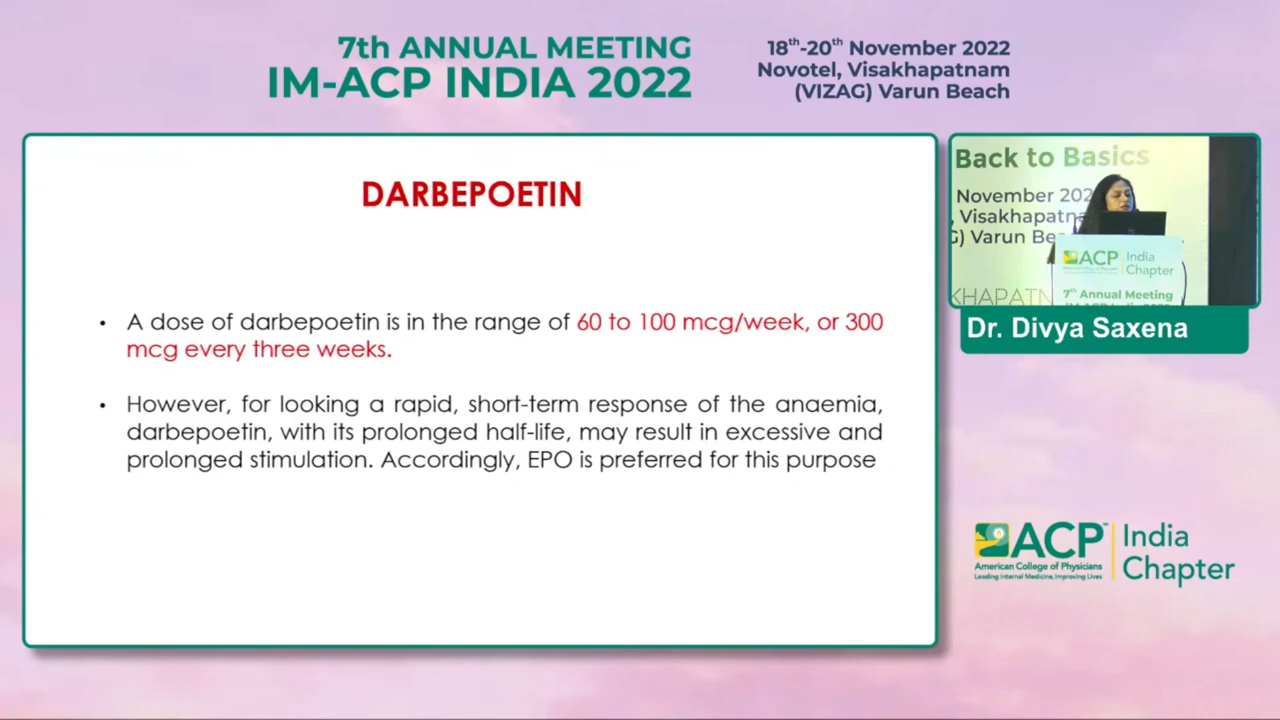 7th ANNUAL MEETING
IM-ACP INDIA 2022
18th-20th November 2022
Novotel, Visakhapatnam
(VIZAG) Varun Beach
DARBEPOETIN
• A dose of darbepoetin is in the range of 60 to 100 mcg/week, or 300
mcg every three weeks.
• However, for looking a rapid, short-term response of the anaemia,
darbepoetin, with its prolonged half-life, may result in excessive and
prolonged stimulation. Accordingly, EPO is preferred for this purpose
Back to Basics
November 202
, Visakhapatn
G) Varun Be
KHAPATN
ACP India
Chapter
7th Annual Meeting
Dr. Divya Saxena
ACP™
American College of Physicians
Leading Internal Medicine, Improving Lives
India
Chapter